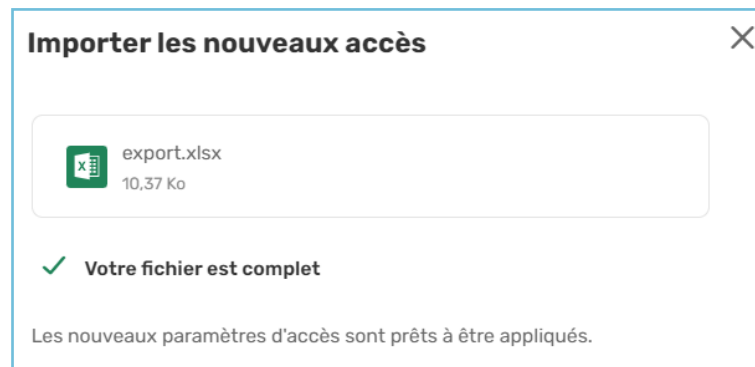 Importer les nouveaux accès
export.xlsx
10,37 Ko
Votre fichier est complet
Les nouveaux paramètres d'accès sont prêts à être appliqués.